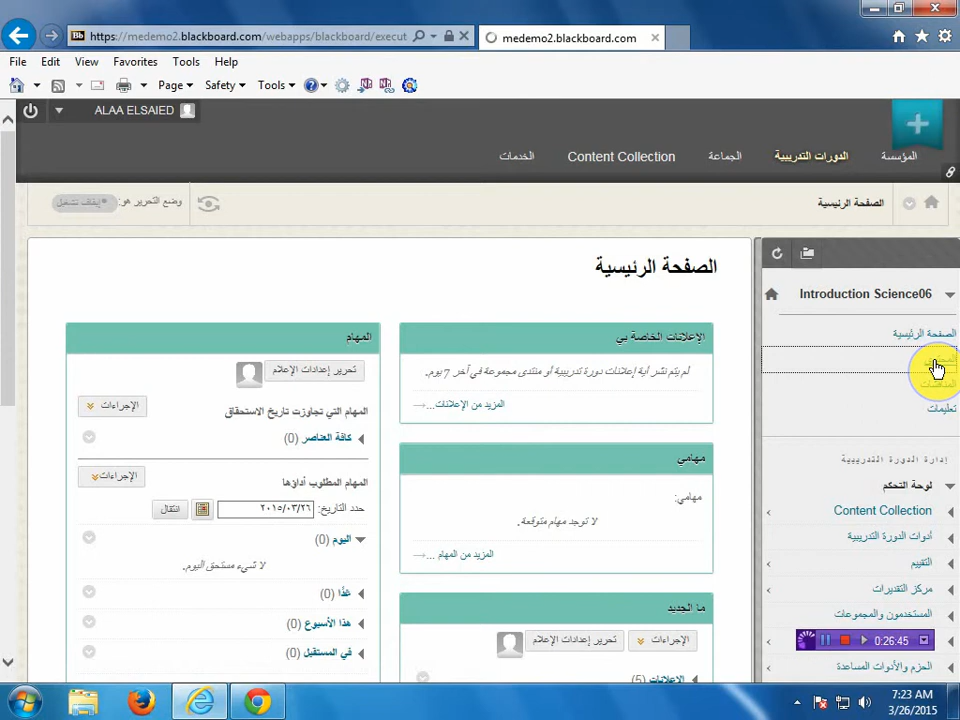 https://medemo2.blackboard.com/webapps/blackboard/execut
medemo2.blackboard.com
File Edit View Favorites Tools Help
Page Safety Tools
ALAA ELSAIED
المؤسسة الدورات التدريبية الجماعة Content Collection الخدمات
الصفحة الرئيسية
وضع التحرير هو: إيقاف تشغيل
الصفحة الرئيسية
Introduction Science06
الصفحة الرئيسية
تعليمات
إدارة الدورة التدريبية
لوحة التحكم
Content Collection
أدوات الدورة التدريبية
التقييم
مركز التقديرات
المستخدمون والمجموعات
0:26:45
الحزم والأدوات المساعدة
الإعلانات الخاصة بي
لم يتم نشر أية إعلانات دورة تدريبية أو منتدى مجموعة في آخر 7 يوم.
المزيد من الإعلانات...
مهامي
مهامي:
لا توجد مهام متوقعة.
المزيد من المهام ...
ما الجديد
تحرير إعدادات الإعلام الإجراءات
الإعلانات (5)
المهام
تحرير إعدادات الإعلام
الإجراءات
المهام التي تجاوزت تاريخ الاستحقاق
كافة العناصر (0)
الإجراءات
المهام المطلوب أداؤها
حدد التاريخ: ٢٠١٥/٠٣/٢٦ انتقال
اليوم (0)
لا شيء مستحق اليوم.
غدًا (0)
هذا الأسبوع (0)
في المستقبل (0)
7:23 AM
3/26/2015